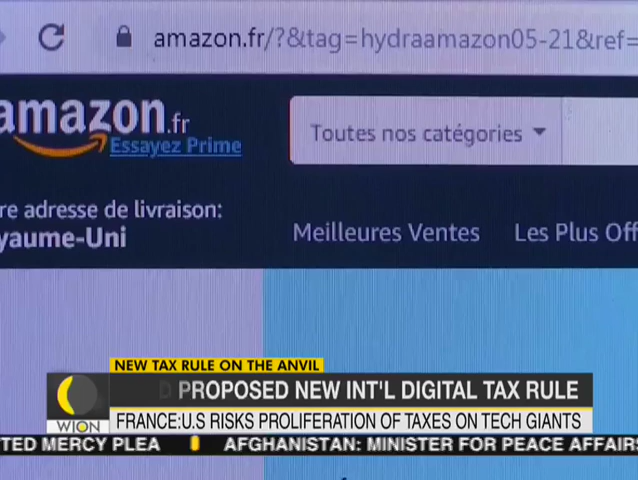 amazon.fr/?&tag=hydraamazon05-21&ref=
amazon.fr
Essayez Prime
Toutes nos catégories
re adresse de livraison:
yaume-Uni
Meilleures Ventes
Les Plus Off
NEW TAX RULE ON THE ANVIL
D PROPOSED NEW INT'L DIGITAL TAX RULE
WION
FRANCE:U.S RISKS PROLIFERATION OF TAXES ON TECH GIANTS
TED MERCY PLEA
AFGHANISTAN: MINISTER FOR PEACE AFFAIRS